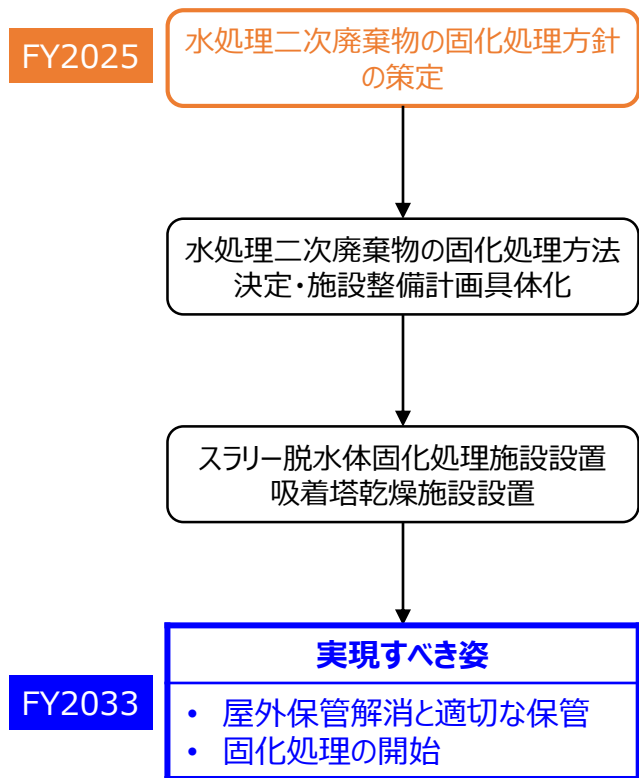 FY2025
水処理二次廃棄物の固化処理方針
の策定
水処理二次廃棄物の固化処理方法
決定・施設整備計画具体化
スラリー脱水体固化処理施設設置
吸着塔乾燥施設設置
FY2033
実現すべき姿
• 屋外保管解消と適切な保管
• 固化処理の開始